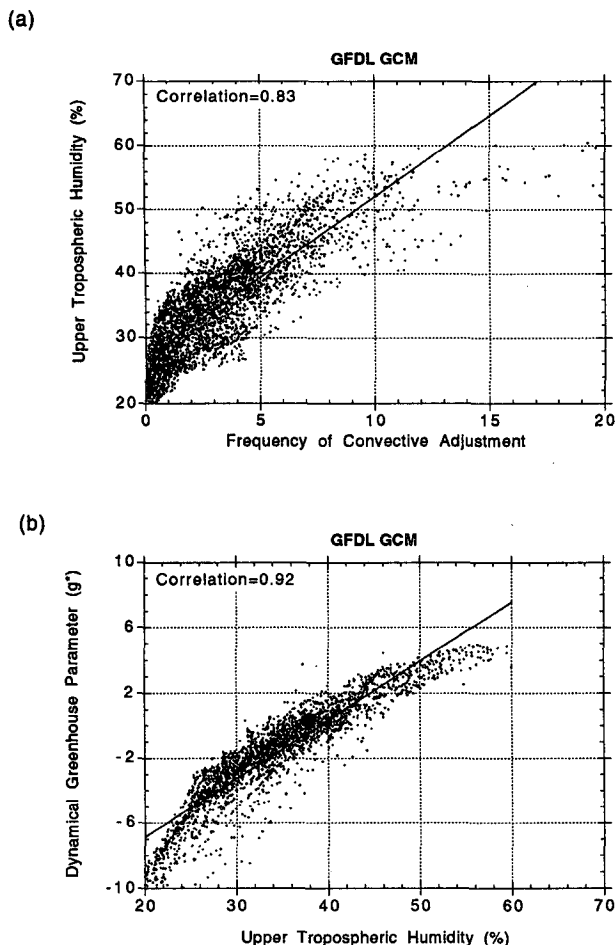 (a)
GFDL GCM
Correlation=0.83
Upper Tropospheric Humidity (%)
70
60
50
40
30
20
0
5
10
15
20
Frequency of Convective Adjustment
(b)
GFDL GCM
Correlation=0.92
Dynamical Greenhouse Parameter (g*)
10
6
2
-2
-6
-10
20
30
40
50
60
70
Upper Tropospheric Humidity (%)